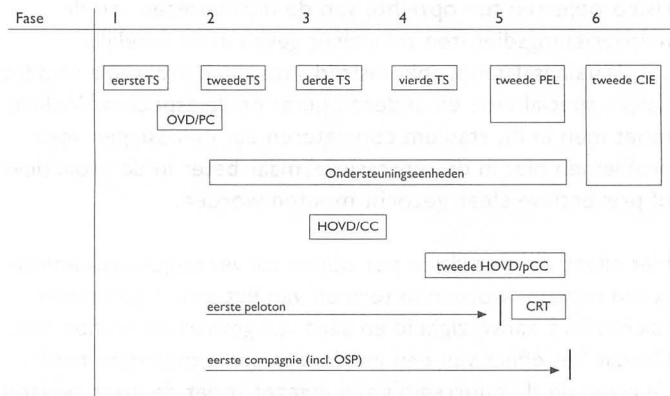 Fase 1 2 3 4 5 6
eersteTS tweedeTS derde TS vierde TS tweede PEL tweede CIE
OVD/PC
Ondersteuningseenheden
HOVD/CC
tweede HOVD/pCC
eerste peloton CRT
eerste compagnie (incl. OSP)